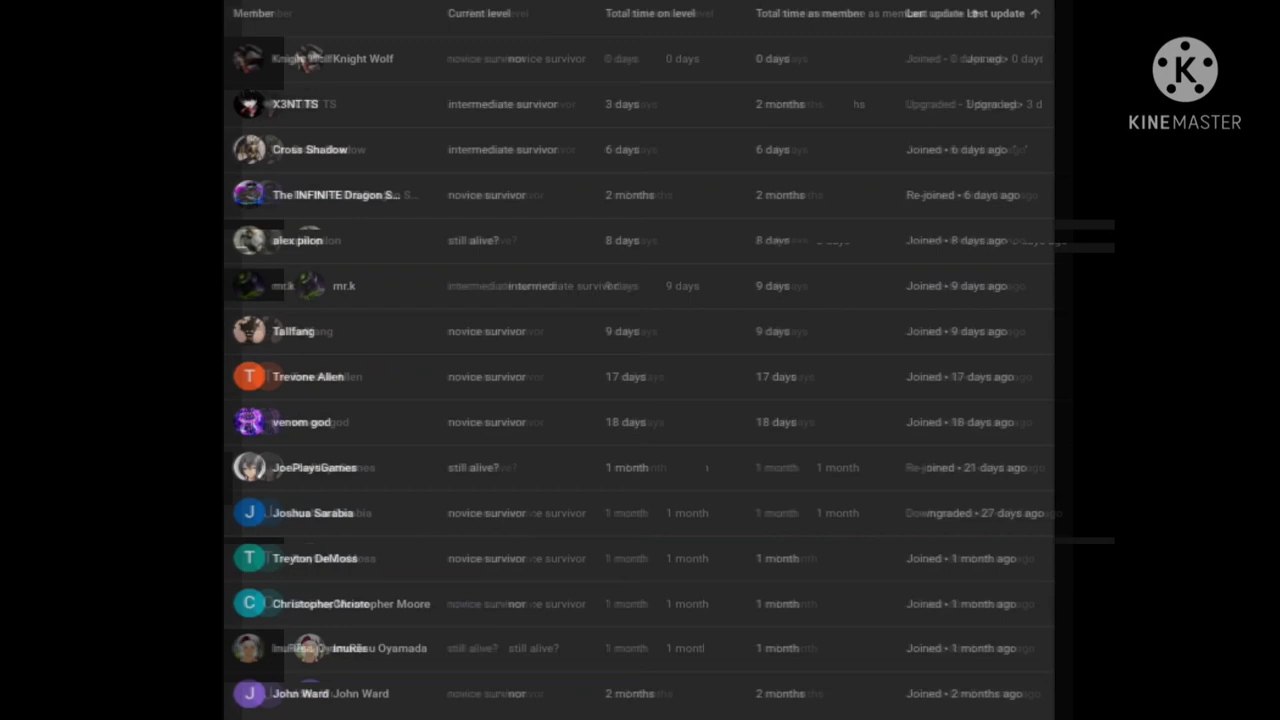 Member Current level Total time on level Total time as member Last update ↑
Knight Wolf novice survivor 0 days 0 days Joined • 0 days
X3NT TS intermediate survivor 3 days 2 months Upgraded • 3 d
Cross Shadow intermediate survivor 6 days 6 days Joined • 6 days ago
The INFINITE Dragon S... novice survivor 2 months 2 months Re-joined • 6 days ago
alex pilon still alive? 8 days 8 days Joined • 8 days ago
mr.k intermediate survivor 9 days 9 days Joined • 9 days ago
Tallfang novice survivor 9 days 9 days Joined • 9 days ago
T Trevone Allen novice survivor 17 days 17 days Joined • 17 days ago
venom god novice survivor 18 days 18 days Joined • 18 days ago
JoePlaysGames still alive? 1 month 1 month Re-joined • 21 days ago
J Joshua Sarabia novice survivor 1 month 1 month Downgraded • 27 days ago
T Treyton DeMoss novice survivor 1 month 1 month Joined • 1 month ago
C Christopher Moore novice survivor 1 month 1 month Joined • 1 month ago
Oyamada still alive? 1 month 1 month Joined • 1 month ago
J John Ward novice survivor 2 months 2 months Joined • 2 months ago
K
KINEMASTER